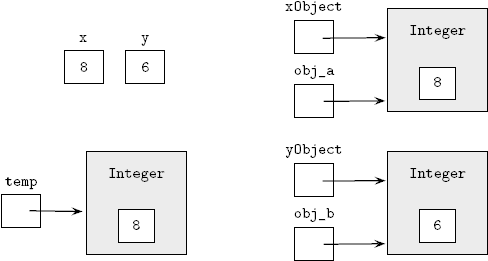 xObject
Integer
x y
8 6
8
obj_a
yObject
Integer
temp
Integer
8
obj_b
6